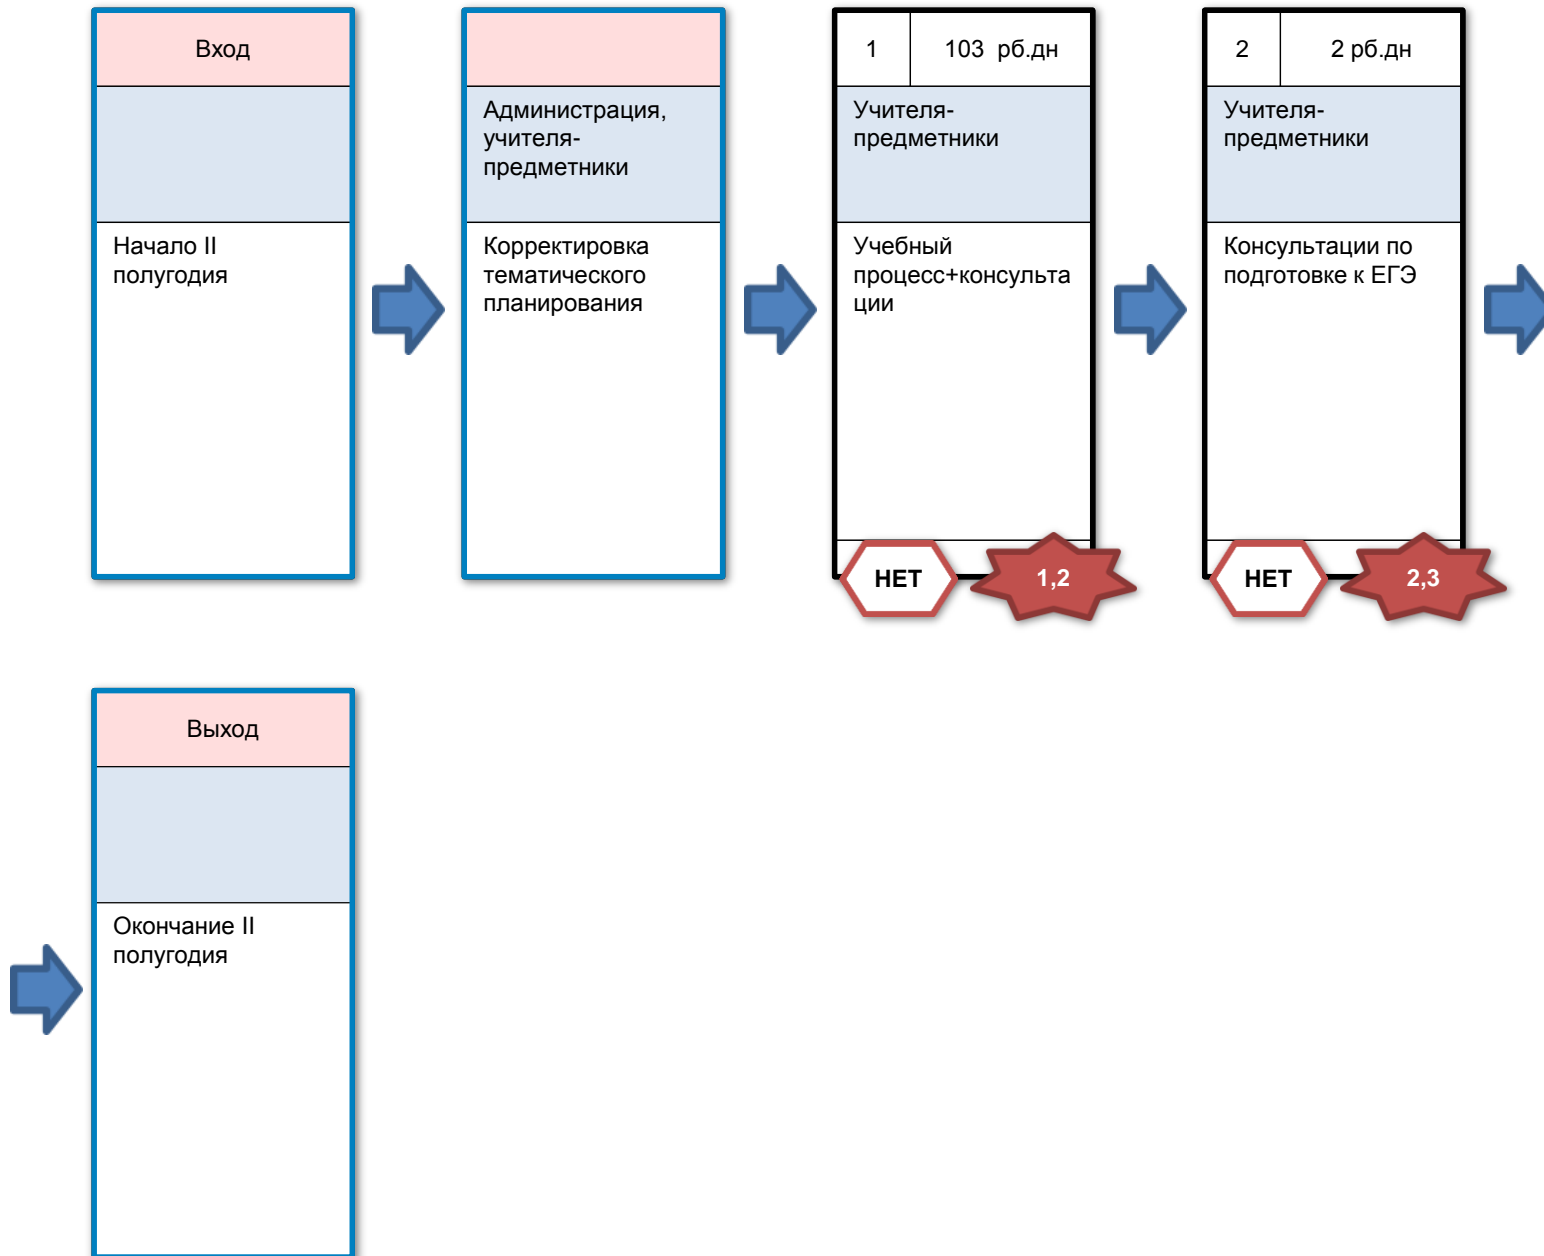 Вход
Начало II
полугодия
Администрация,
учителя-
предметники
Корректировка
тематического
планирования
1
103 рб.дн
Учителя-
предметники
Учебный
процесс+консульта
ции
НЕТ
1,2
2
2 рб.дн
Учителя-
предметники
Консультации по
подготовке к ЕГЭ
НЕТ
2,3
Выход
Окончание II
полугодия